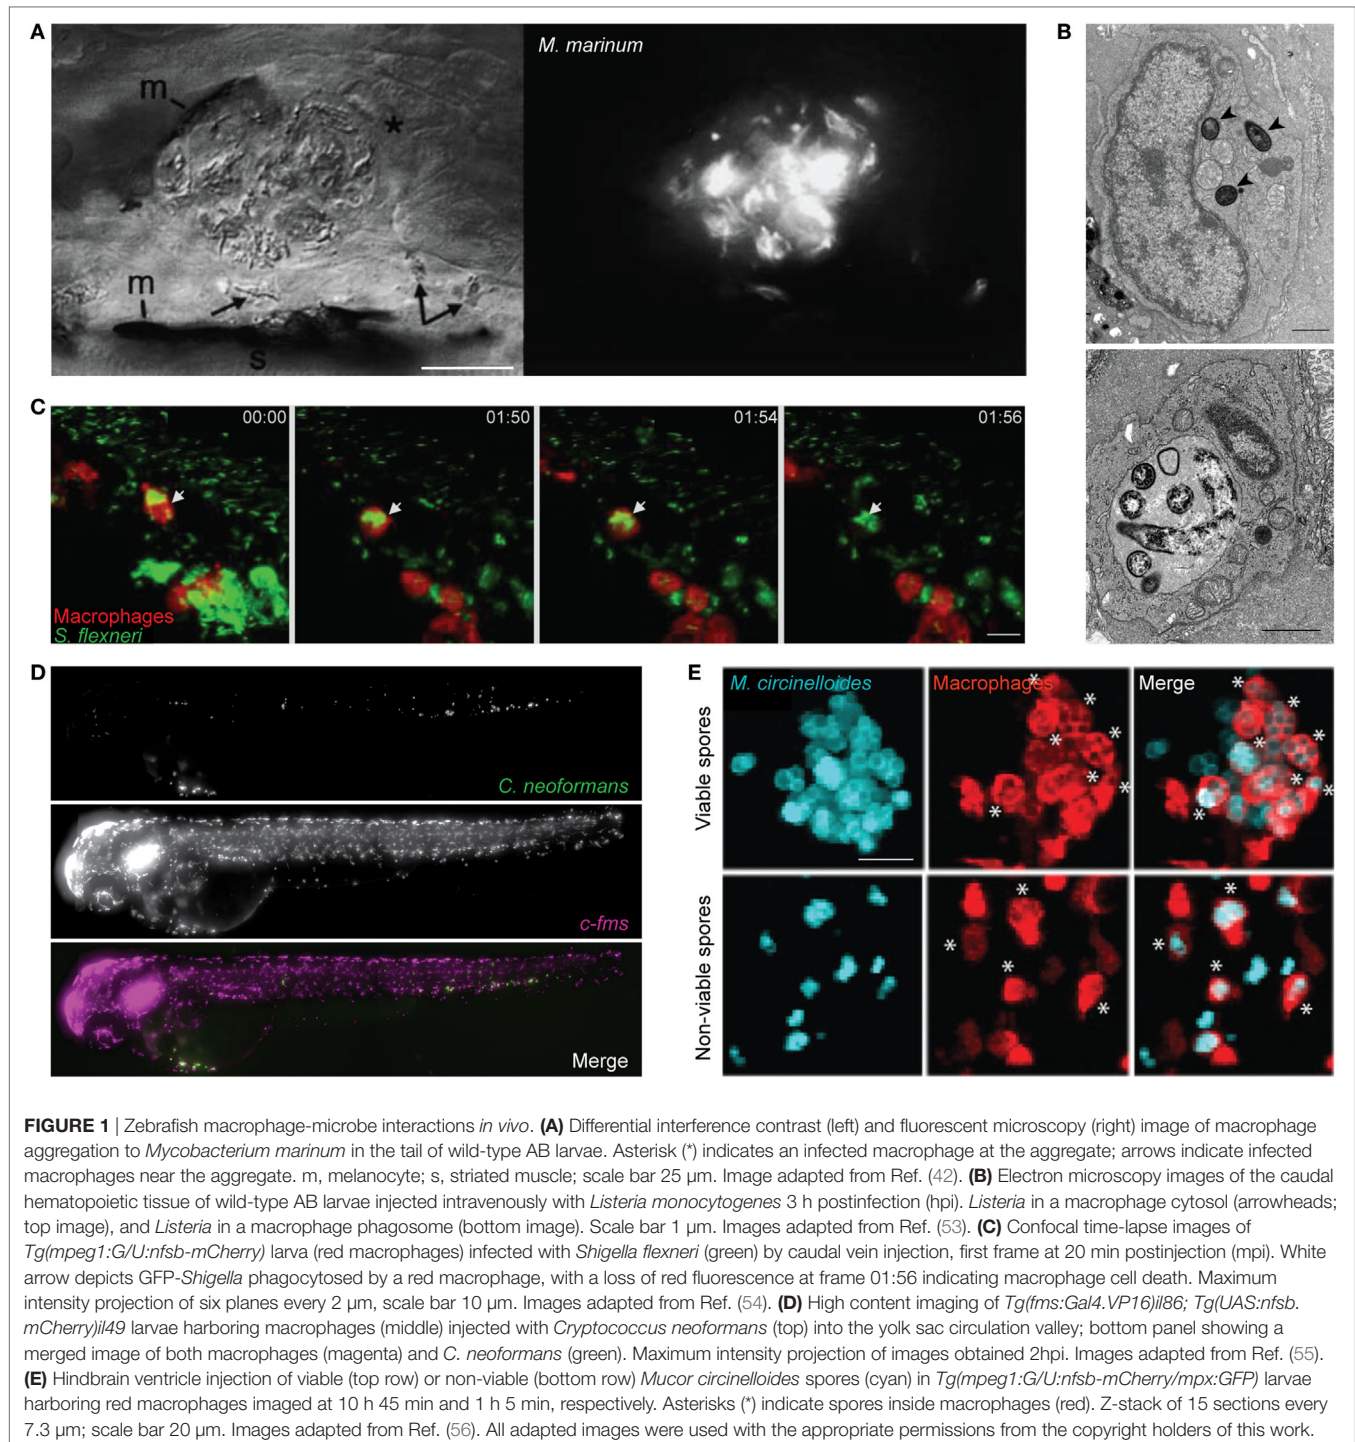 A
M. marinum
m
*
m
s
B
C
00:00
01:50
01:54
01:56
Macrophages
S. flexneri
D
C. neoformans
c-fms
Merge
E
M. circinelloides
Macrophages
Merge
Viable spores
* * * * * * *
* * * * * * *
Non-viable spores
* * * *
* * * *
FIGURE 1 | Zebrafish macrophage-microbe interactions in vivo. (A) Differential interference contrast (left) and fluorescent microscopy (right) image of macrophage
aggregation to Mycobacterium marinum in the tail of wild-type AB larvae. Asterisk (*) indicates an infected macrophage at the aggregate; arrows indicate infected
macrophages near the aggregate. m, melanocyte; s, striated muscle; scale bar 25 µm. Image adapted from Ref. (42). (B) Electron microscopy images of the caudal
hematopoietic tissue of wild-type AB larvae injected intravenously with Listeria monocytogenes 3 h postinfection (hpi). Listeria in a macrophage cytosol (arrowheads;
top image), and Listeria in a macrophage phagosome (bottom image). Scale bar 1 µm. Images adapted from Ref. (53). (C) Confocal time-lapse images of
Tg(mpeg1:G/U:nfsb-mCherry) larva (red macrophages) infected with Shigella flexneri (green) by caudal vein injection, first frame at 20 min postinjection (mpi). White
arrow depicts GFP-Shigella phagocytosed by a red macrophage, with a loss of red fluorescence at frame 01:56 indicating macrophage cell death. Maximum
intensity projection of six planes every 2 µm, scale bar 10 µm. Images adapted from Ref. (54). (D) High content imaging of Tg(fms:Gal4.VP16)il86; Tg(UAS:nfsb.
mCherry)il49 larvae harboring macrophages (middle) injected with Cryptococcus neoformans (top) into the yolk sac circulation valley; bottom panel showing a
merged image of both macrophages (magenta) and C. neoformans (green). Maximum intensity projection of images obtained 2hpi. Images adapted from Ref. (55).
(E) Hindbrain ventricle injection of viable (top row) or non-viable (bottom row) Mucor circinelloides spores (cyan) in Tg(mpeg1:G/U:nfsb-mCherry/mpx:GFP) larvae
harboring red macrophages imaged at 10 h 45 min and 1 h 5 min, respectively. Asterisks (*) indicate spores inside macrophages (red). Z-stack of 15 sections every
7.3 µm; scale bar 20 µm. Images adapted from Ref. (56). All adapted images were used with the appropriate permissions from the copyright holders of this work.